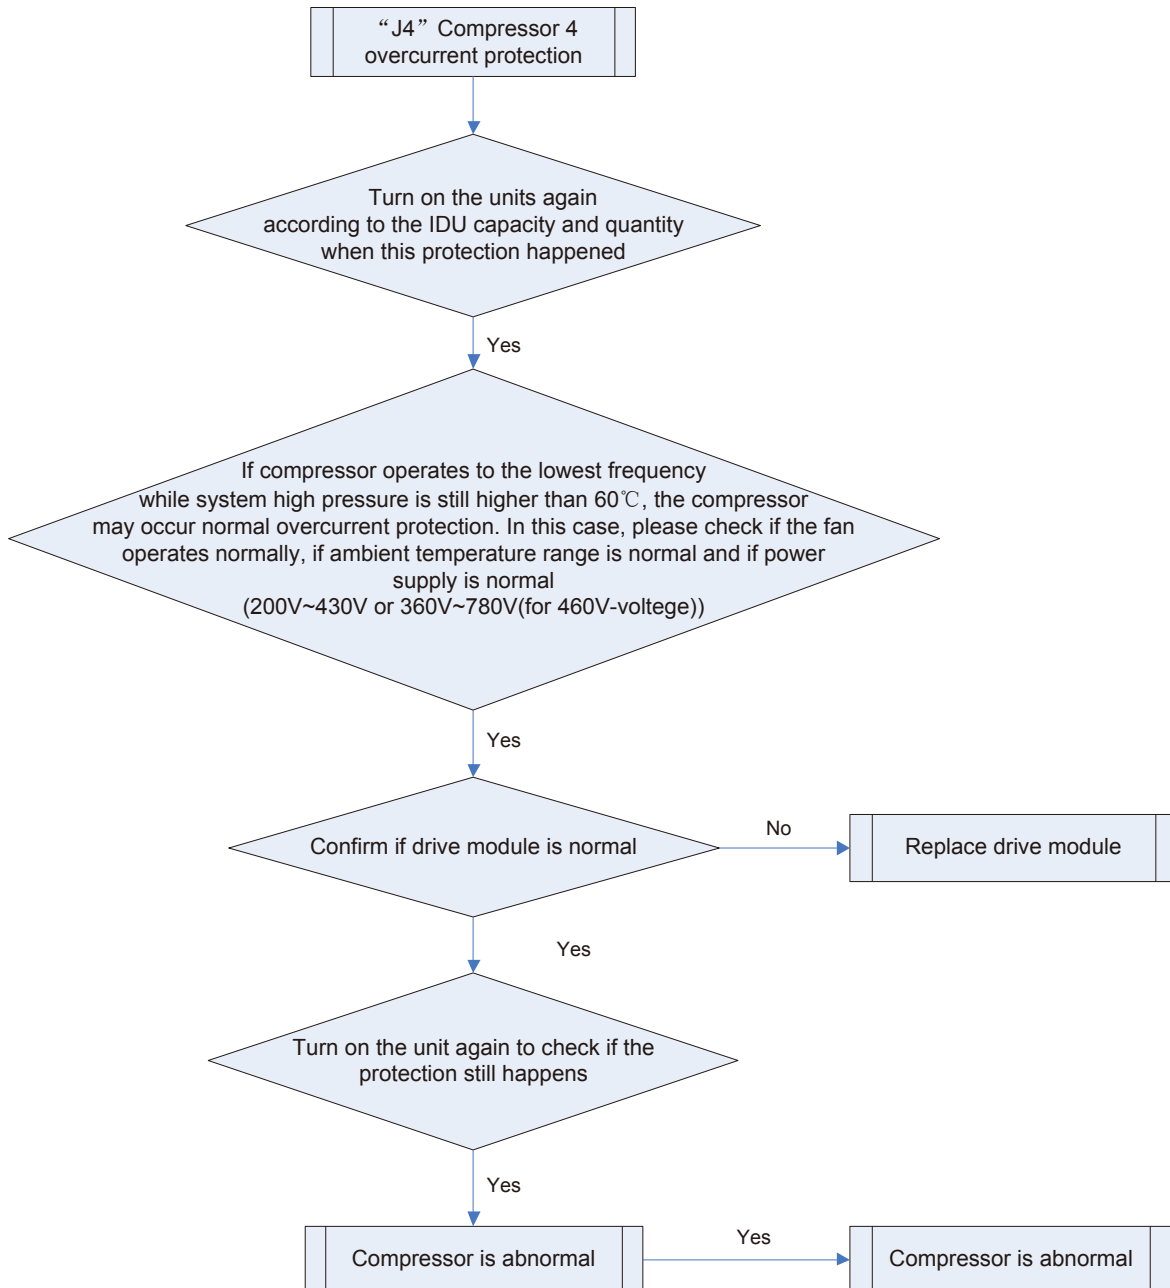 “J4” Compressor 4
overcurrent protection
Turn on the units again
according to the IDU capacity and quantity
when this protection happened
Yes
If compressor operates to the lowest frequency
while system high pressure is still higher than 60℃, the compressor
may occur normal overcurrent protection. In this case, please check if the fan
operates normally, if ambient temperature range is normal and if power
supply is normal
(200V~430V or 360V~780V(for 460V-voltege))
Yes
Confirm if drive module is normal
No
Replace drive module
Yes
Turn on the unit again to check if the
protection still happens
Yes
Compressor is abnormal
Yes
Compressor is abnormal